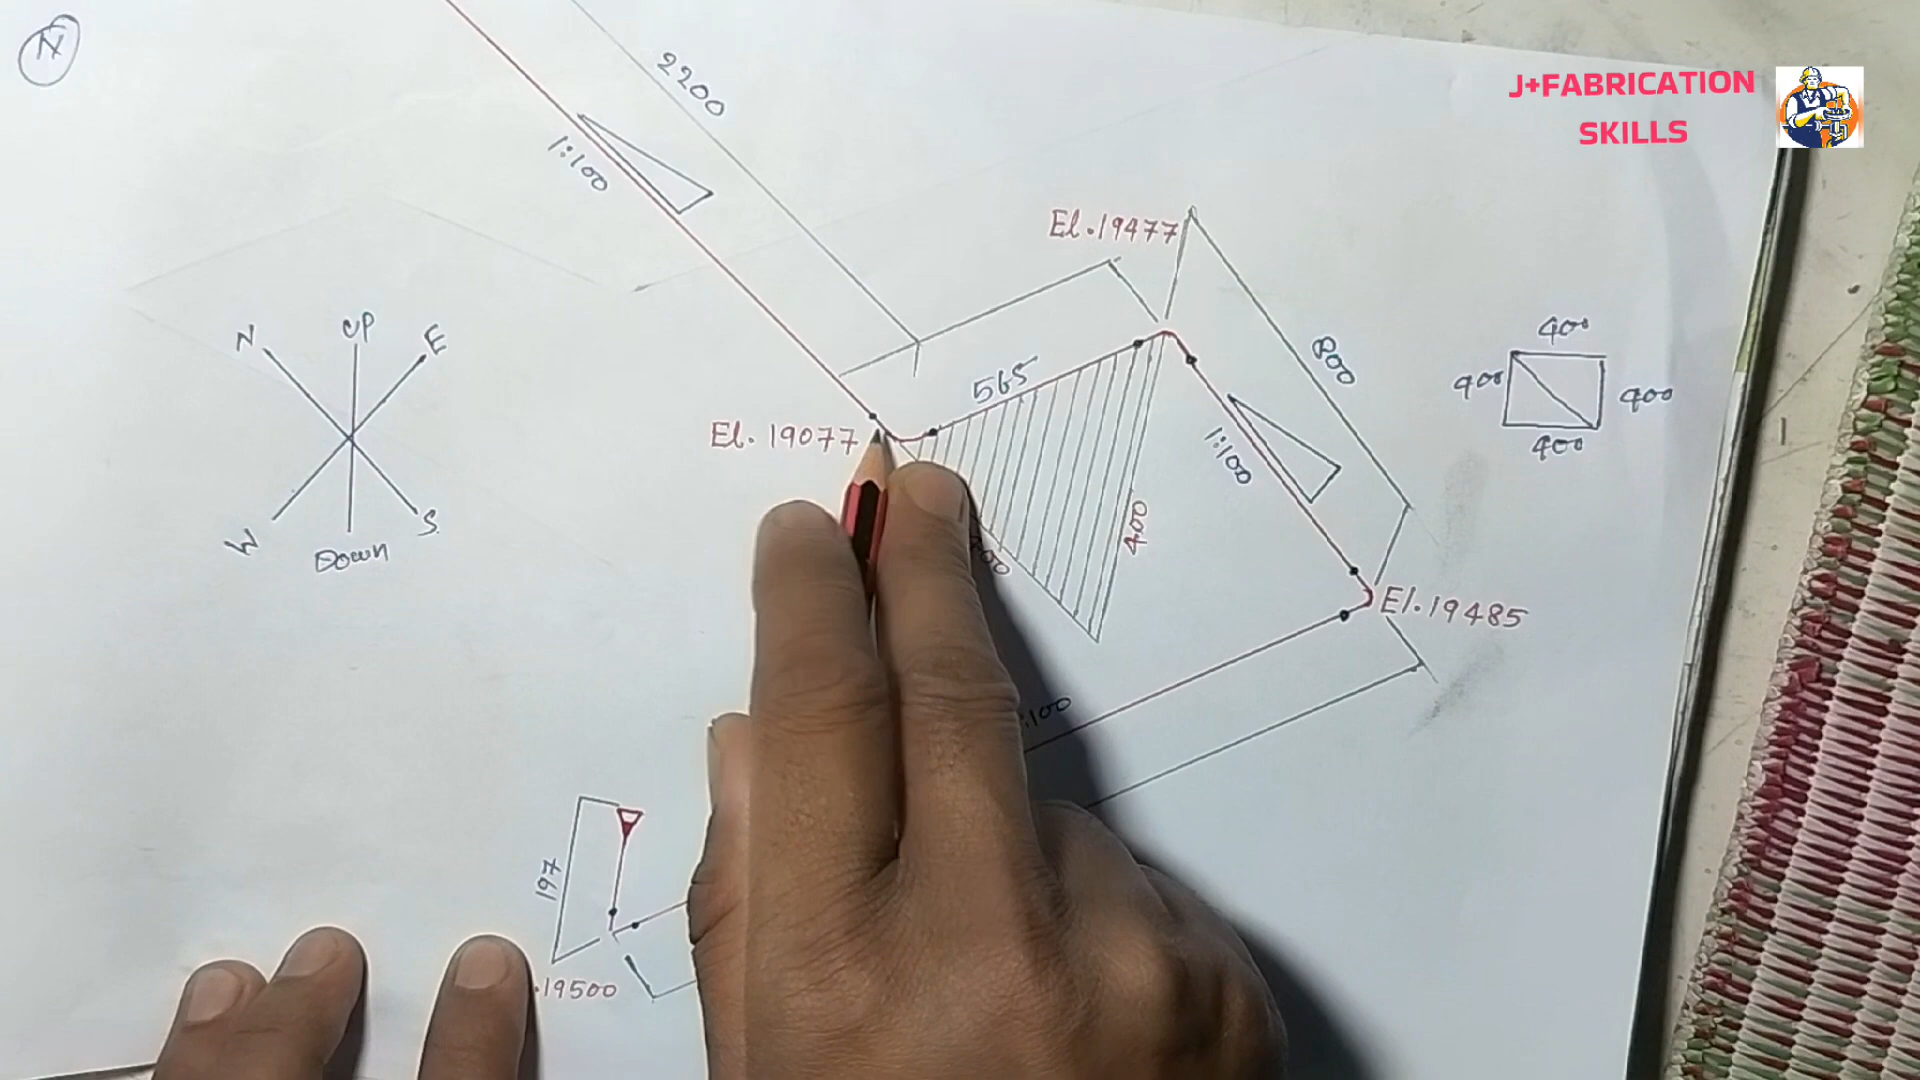 N
J+FABRICATION
SKILLS
2200
1:100
El.19477
N
UP
E
W
Down
S.
565
El. 19077
800
1:100
400
400
400
400
400
El.19485
:100
197
.19500